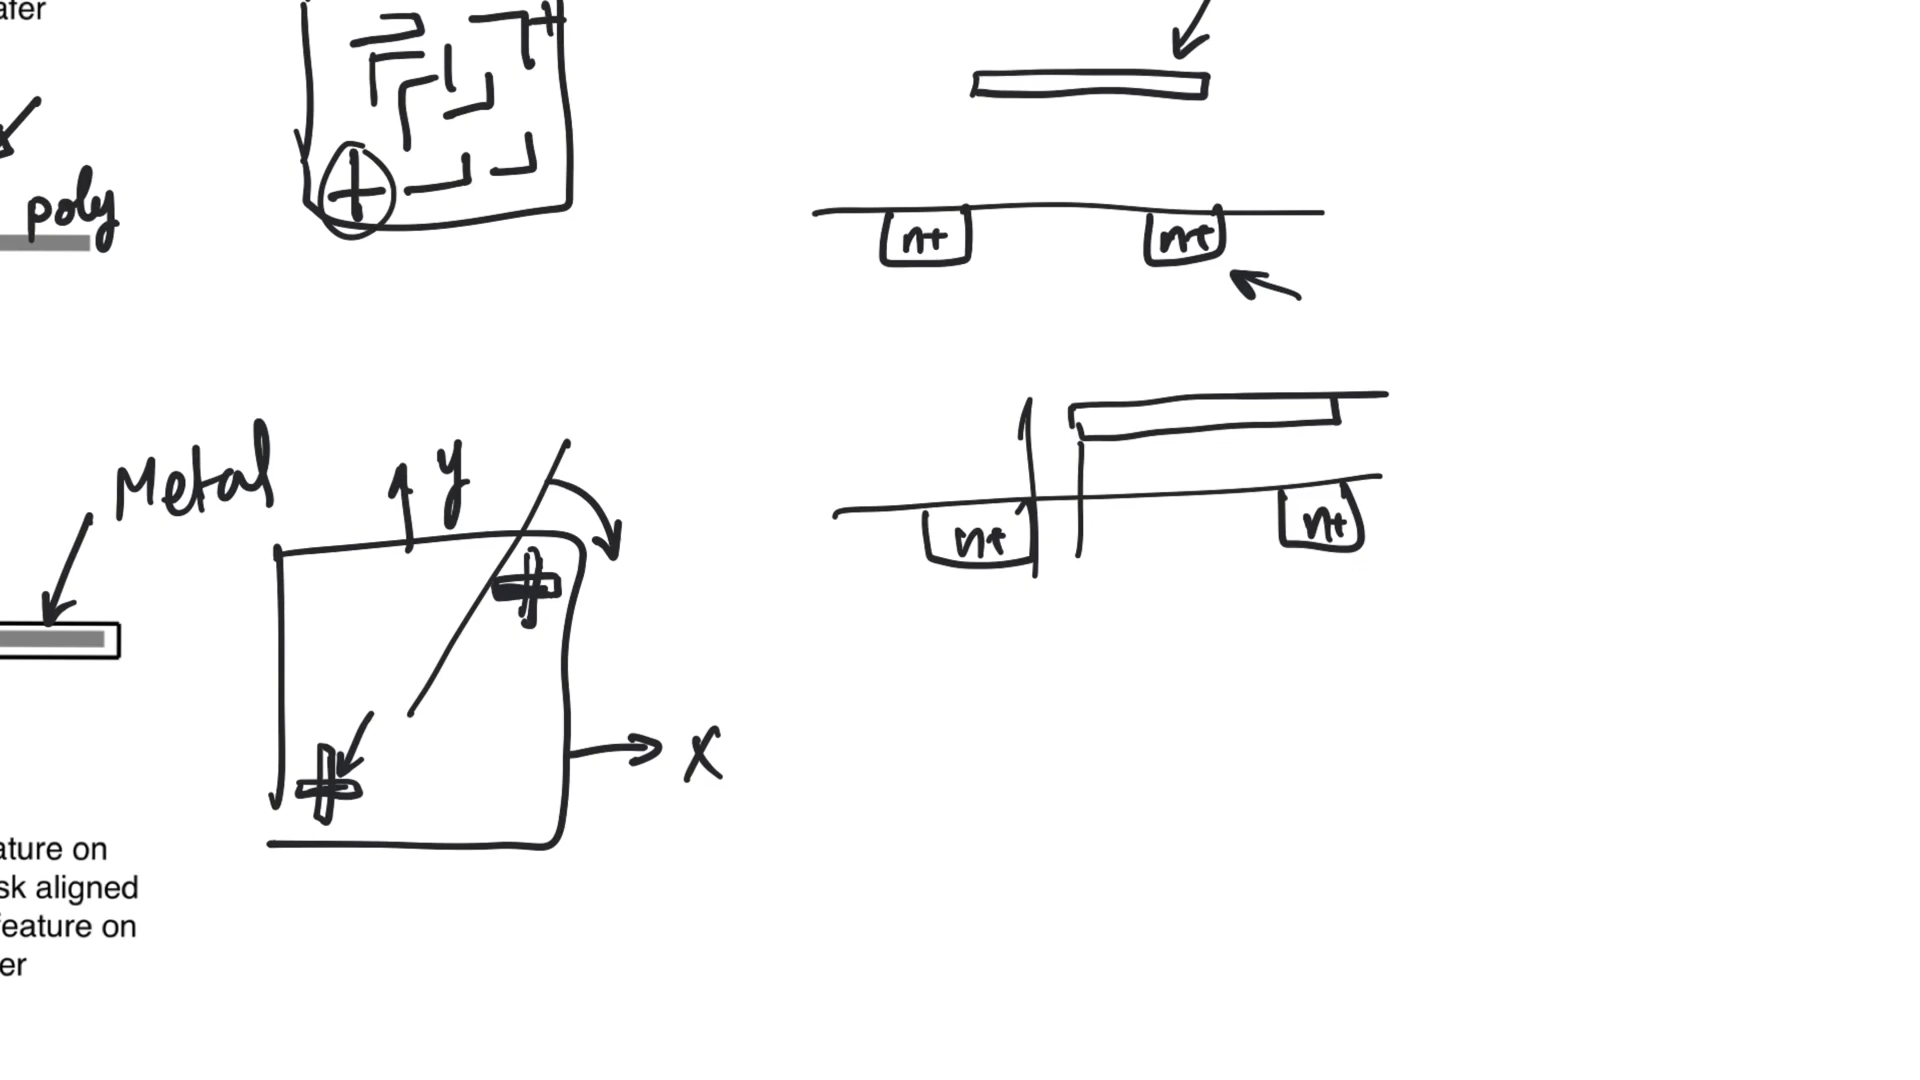 afer
poly
n+
n+
Metal
y
n+
n+
x
ature on
sk aligned
feature on
er